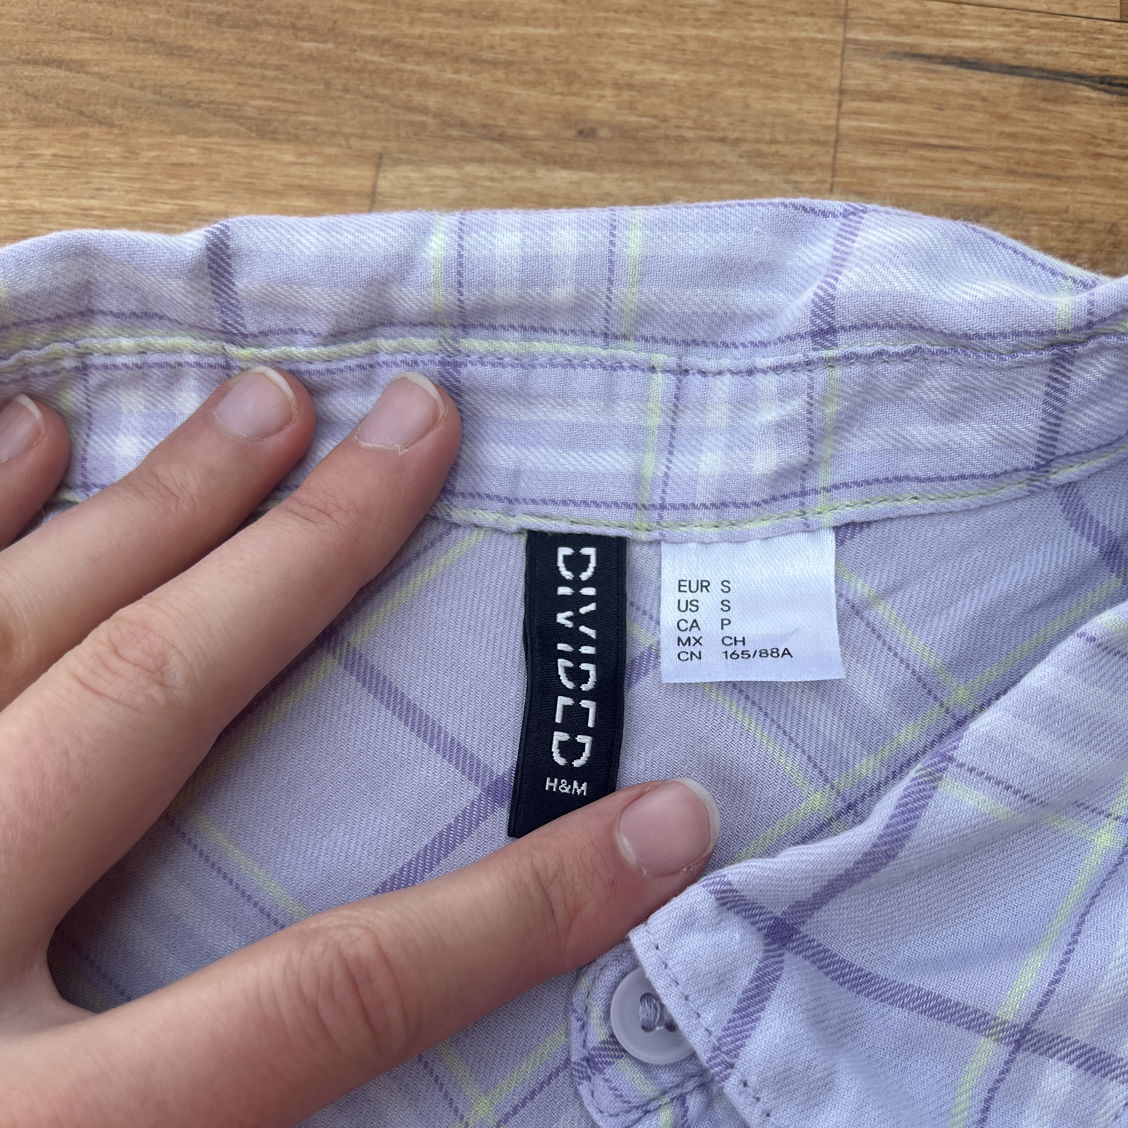 DIVIDED
H&M
EUR S
US S
CA P
MX CH
CN 165/88A